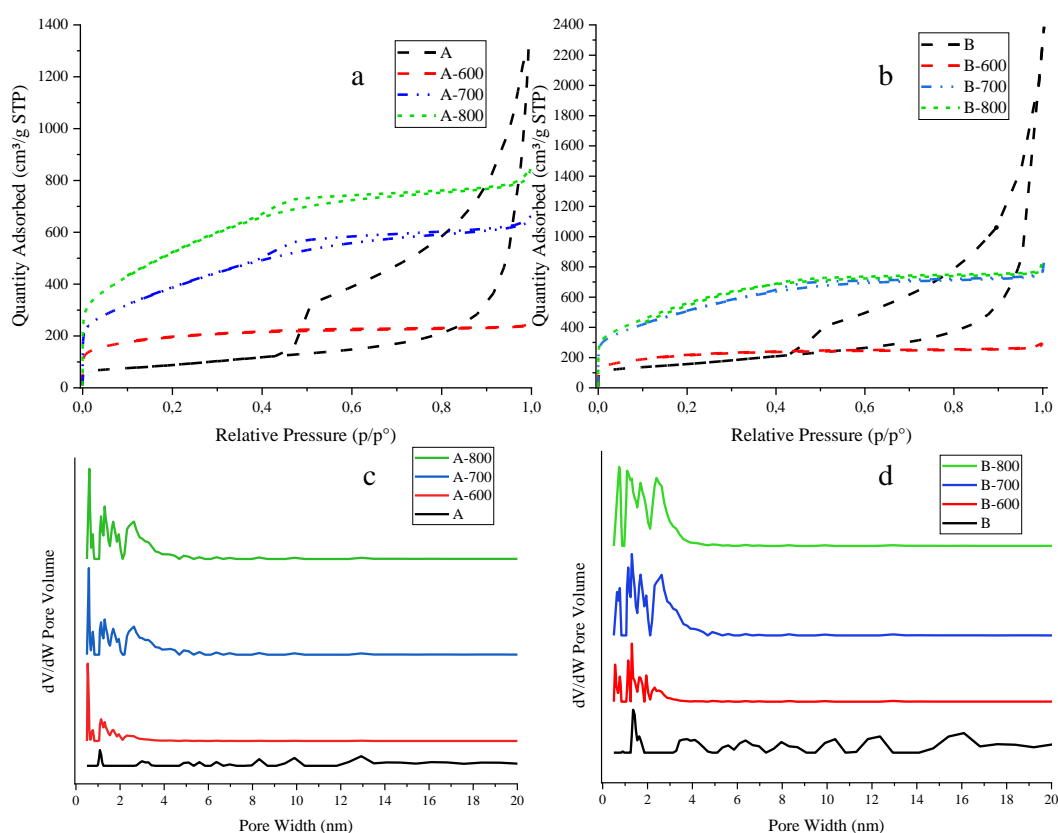 a
1400
1200
1000
800
600
400
200
0
Quantity Adsorbed (cm³/g STP)
0,0 0,2 0,4 0,6 0,8 1,0
Relative Pressure (p/p°)
A
A-600
A-700
A-800
b
2400
2200
2000
1800
1600
1400
1200
1000
800
600
400
200
0
Quantity Adsorbed (cm³/g STP)
0,0 0,2 0,4 0,6 0,8 1,0
Relative Pressure (p/p°)
B
B-600
B-700
B-800
c
dV/dW Pore Volume
0 2 4 6 8 10 12 14 16 18 20
Pore Width (nm)
A-800
A-700
A-600
A
d
dV/dW Pore Volume
0 2 4 6 8 10 12 14 16 18 20
Pore Width (nm)
B-800
B-700
B-600
B